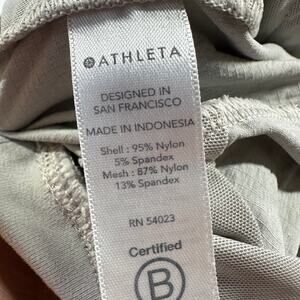 ATHLETA
DESIGNED IN
SAN FRANCISCO
MADE IN INDONESIA
Shell : 95% Nylon
5% Spandex
Mesh : 87% Nylon
13% Spandex
RN 54023
Certified
B